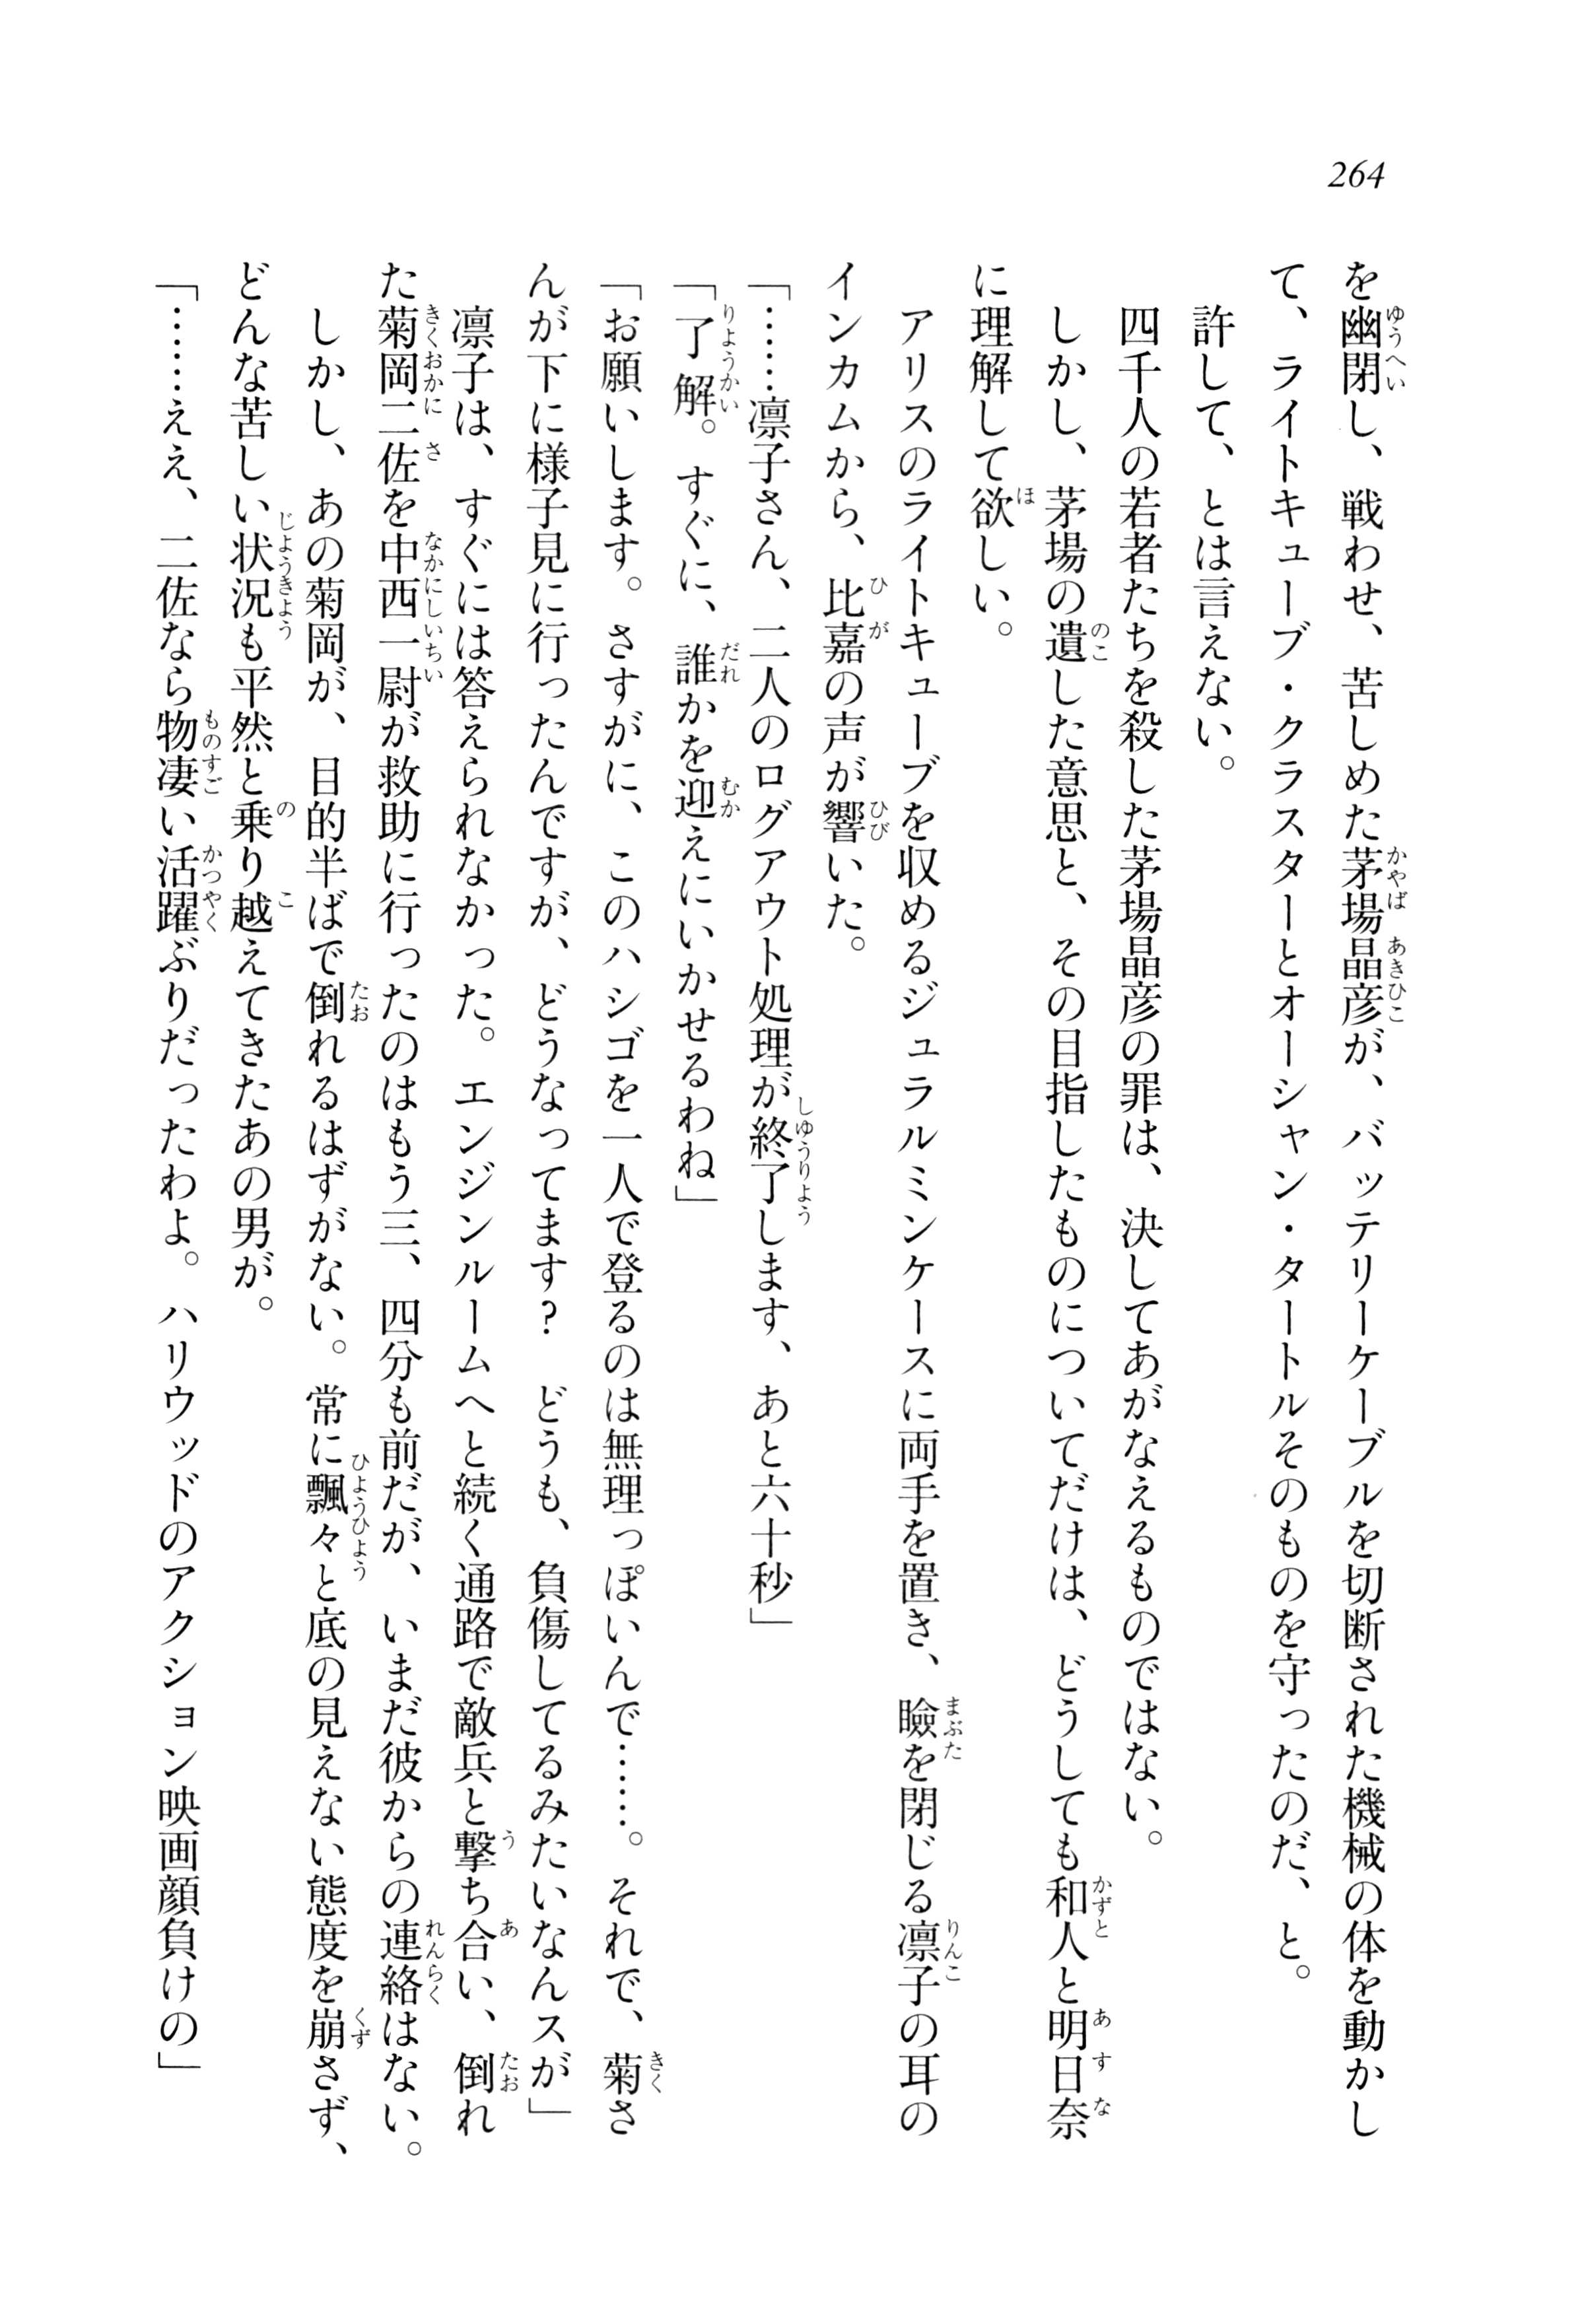 264
を幽閉し、戦わせ、苦しめた茅場晶彦が、バッテリーケーブルを切断された機械の体を動かし
て、ライトキューブ・クラスターとオーシャン・タートルそのものを守ったのだ、と。
許して、とは言えない。
四千人の若者たちを殺した茅場晶彦の罪は、決してあがなえるものではない。
しかし、茅場の遺した意思と、その目指したものについてだけは、どうしても和人と明日奈
に理解して欲しい。
アリスのライトキューブを収めるジュラルミンケースに両手を置き、瞼を閉じる凛子の耳の
インカムから、比嘉の声が響いた。
「……凛子さん、二人のログアウト処理が終了します、あと六十秒」
「了解。すぐに、誰かを迎えにいかせるわね」
「お願いします。さすがに、このハシゴを一人で登るのは無理っぽいんで……。それで、菊さ
んが下に様子見に行ったんですが、どうなってます? どうも、負傷してるみたいなんスが」
凛子は、すぐには答えられなかった。エンジンルームへと続く通路で敵兵と撃ち合い、倒れ
た菊岡二佐を中西一尉が救助に行ったのはもう三、四分も前だが、いまだ彼からの連絡はない。
しかし、あの菊岡が、目的半ばで倒れるはずがない。常に飄々と底の見えない態度を崩さず、
どんな苦しい状況も平然と乗り越えてきたあの男が。
「……ええ、二佐なら物凄い活躍ぶりだったわよ。ハリウッドのアクション映画顔負けの」